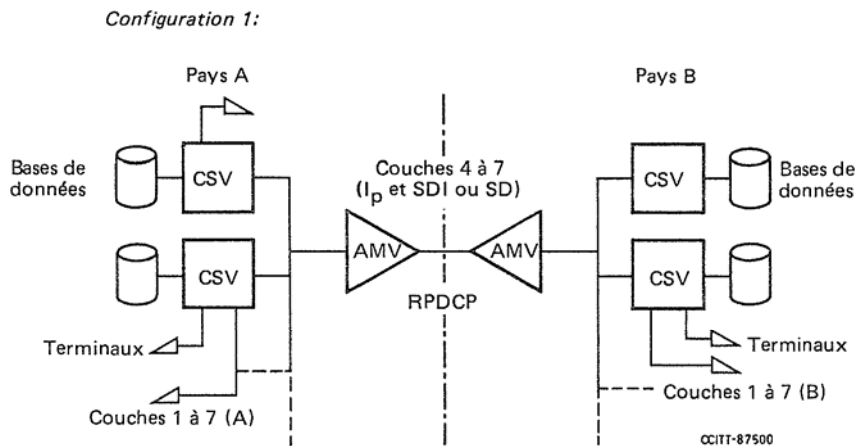 Configuration 1:
Pays A
Pays B
Bases de
données
CSV
Couches 4 à 7
(Ip et SDI ou SD)
CSV
Bases de
données
CSV
AMV
AMV
CSV
RPDCP
Terminaux
Terminaux
Couches 1 à 7 (A)
Couches 1 à 7 (B)
CCITT-87500